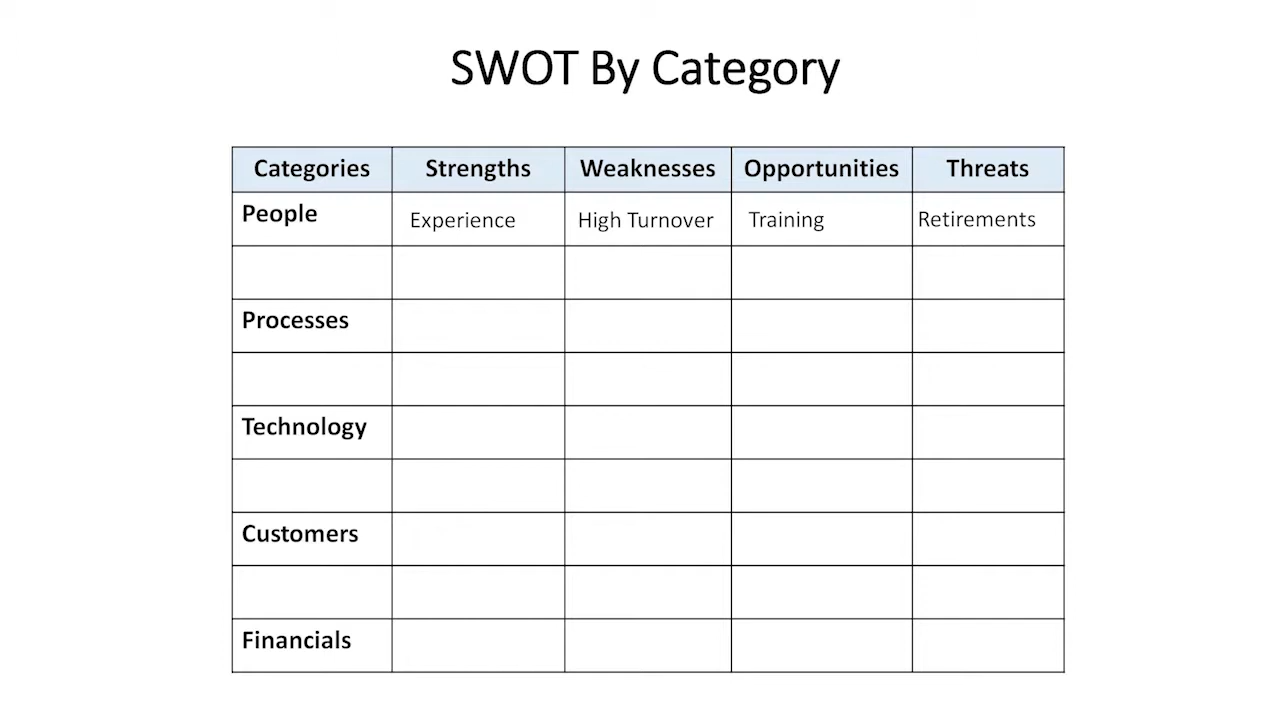 SWOT By Category
Categories Strengths Weaknesses Opportunities Threats
People Experience High Turnover Training Retirements
Processes
Technology
Customers
Financials